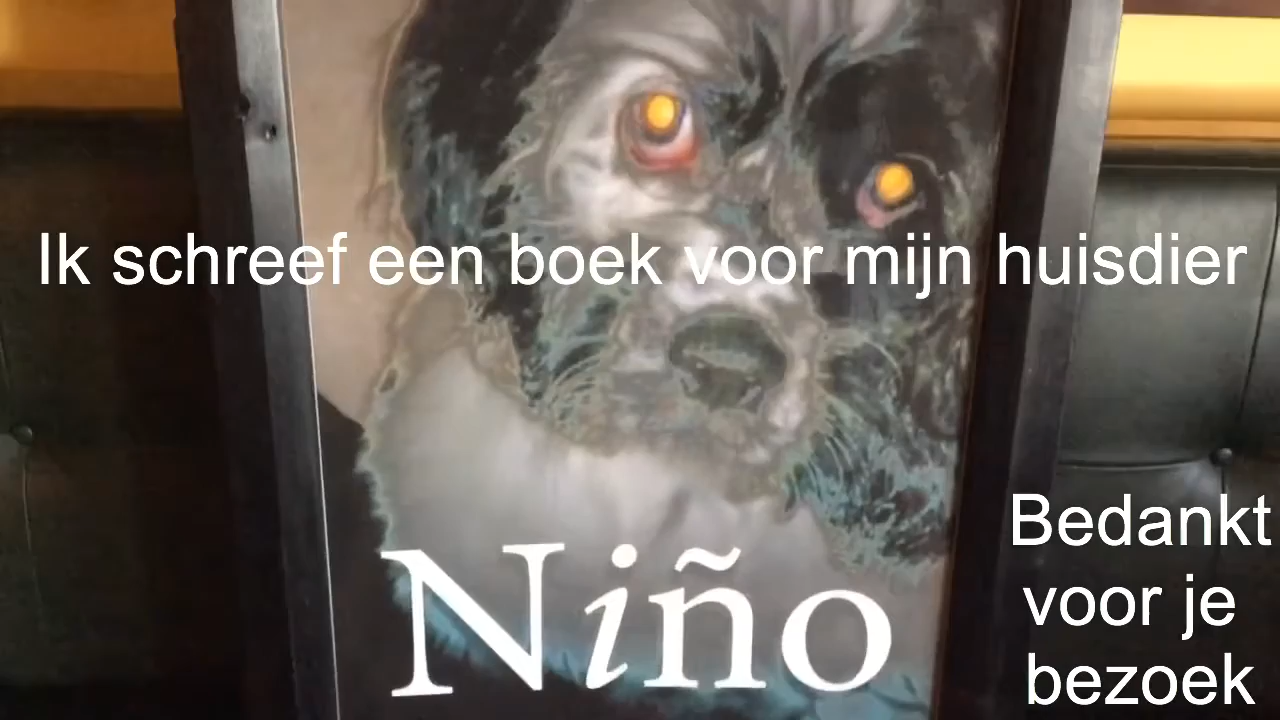 Ik schreef een boek voor mijn huisdier
Niño
Bedankt
voor je
bezoek